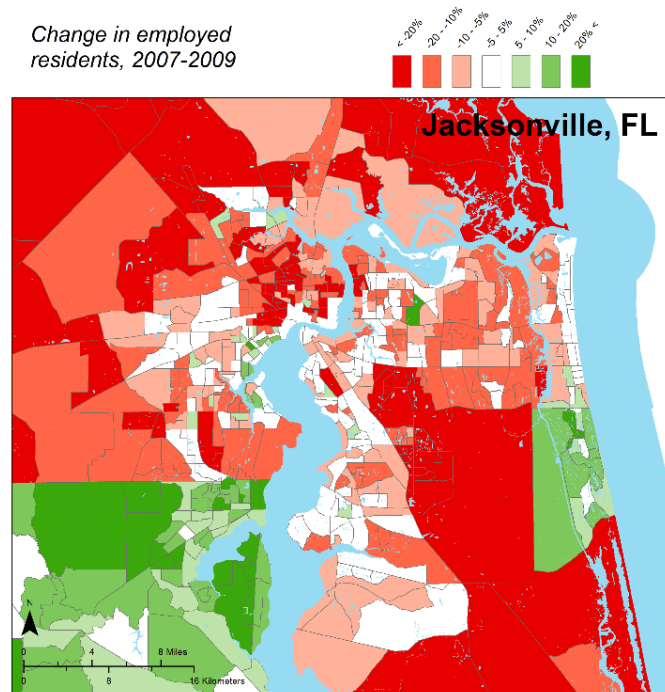 Change in employed
residents, 2007-2009
< -20%
-20 - -10%
-10 - -5%
-5 - 5%
5 - 10%
10 - 20%
20% <
Jacksonville, FL
N
0 4 8 Miles
0 8 16 Kilometers